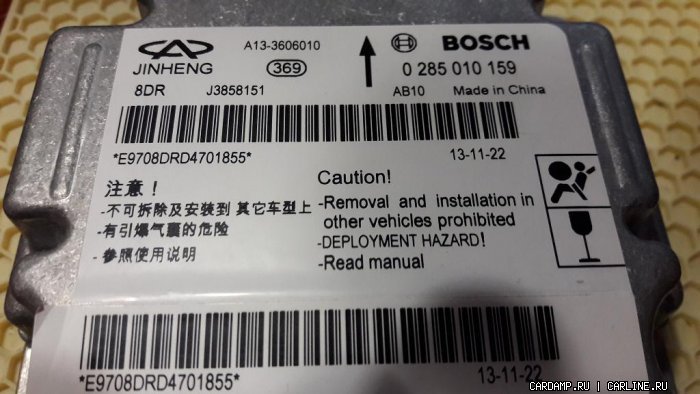 A13-3606010 BOSCH
JINHENG 369 0 285 010 159
8DR J3858151 AB10 Made in China
*E9708DRD4701855* 13-11-22
注意！
-不可拆除及安装到 其它车型上
-有引爆气囊的危险
-参照使用说明
Caution!
-Removal and installation in
other vehicles prohibited
-DEPLOYMENT HAZARD!
-Read manual
*E9708DRD4701855* 13-11-22
CARDAMP.RU | CARLINE.RU